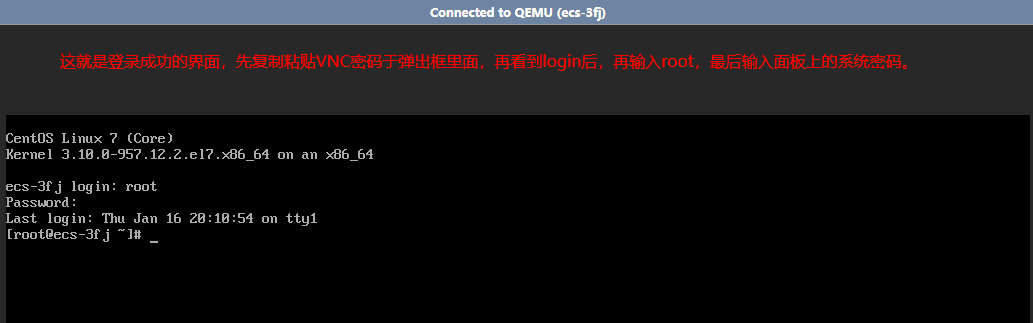 Connected to QEMU (ecs-3fj)
这就是登录成功的界面，先复制粘贴VNC密码于弹出框里面，再看到login后，再输入root，最后输入面板上的系统密码。
CentOS Linux 7 (Core)
Kernel 3.10.0-957.12.2.el7.x86_64 on an x86_64
ecs-3fj login: root
Password:
Last login: Thu Jan 16 20:10:54 on tty1
[root@ecs-3fj ~]# _